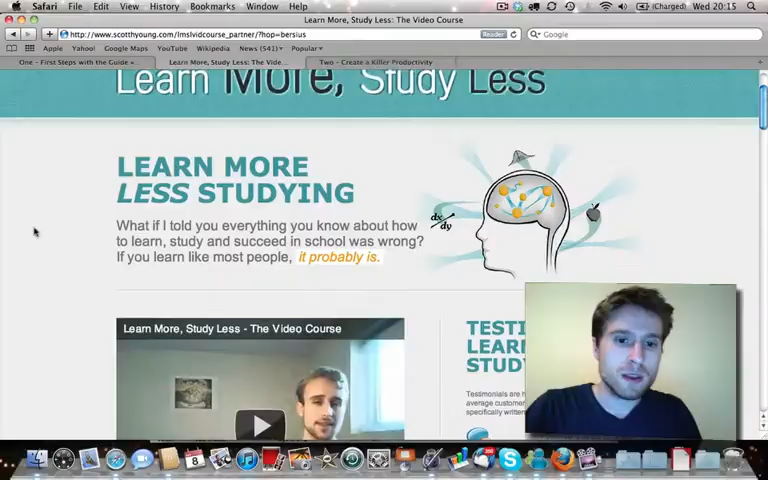 Safari File Edit View History Bookmarks Window Help (Charged) Wed 20:15
Learn More, Study Less: The Video Course
http://www.scotthyoung.com/lmslvidcourse_partner/?hop=bersius Reader Google
Apple Yahoo! Google Maps YouTube Wikipedia News (541) Popular
One - First Steps with the Guide « ... Learn More, Study Less: The Vide... Two - Create a Killer Productivity
Learn More, Study Less
LEARN MORE
LESS STUDYING
What if I told you everything you know about how
to learn, study and succeed in school was wrong?
If you learn like most people, it probably is.
dx/dy
Learn More, Study Less - The Video Course
TESTI
LEARN
STUDY
Testimonials are
average custome
specifically writte
8